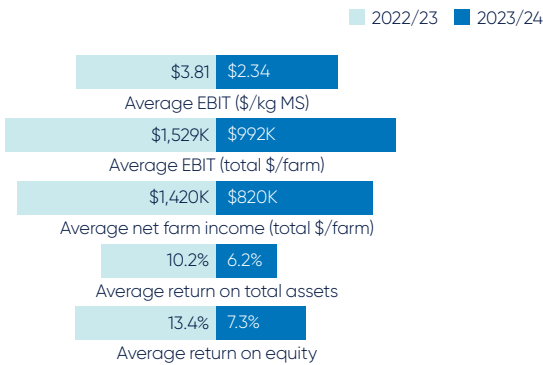 2022/23 2023/24
$3.81 $2.34
Average EBIT ($/kg MS)
$1,529K $992K
Average EBIT (total $/farm)
$1,420K $820K
Average net farm income (total $/farm)
10.2% 6.2%
Average return on total assets
13.4% 7.3%
Average return on equity